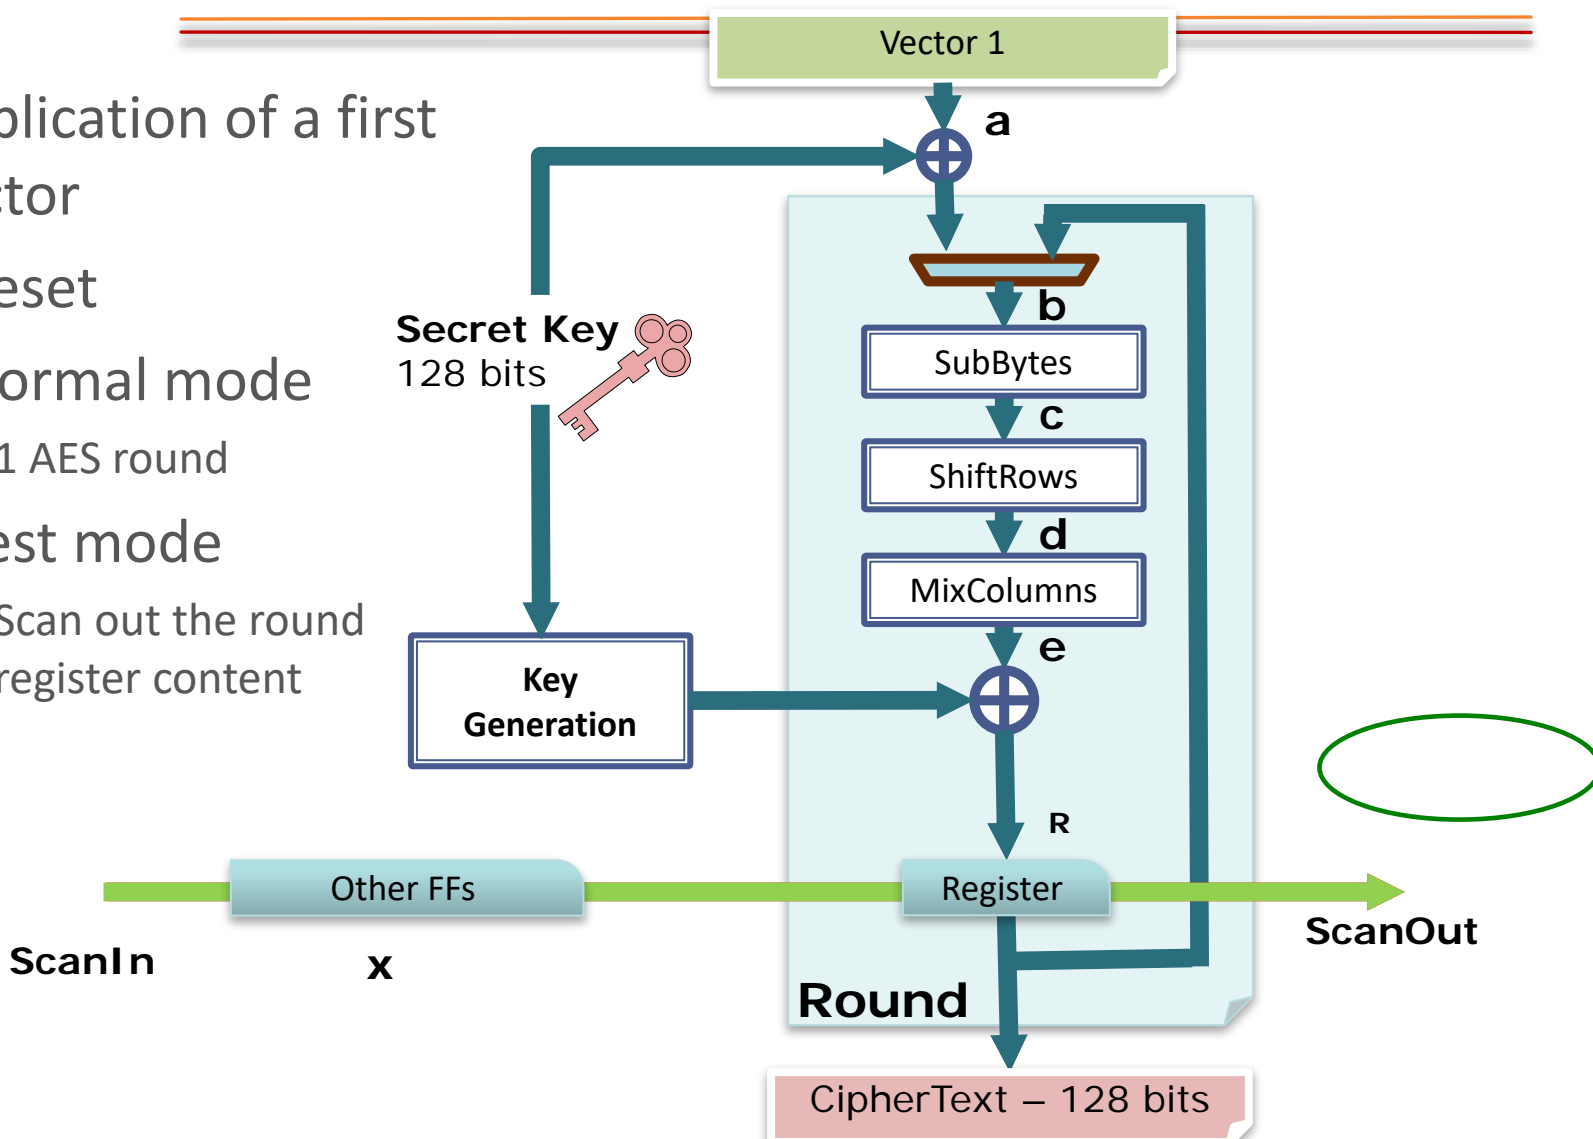 Vector 1
plication of a first
ctor
eset
ormal mode
1 AES round
est mode
Scan out the round
register content
a
Secret Key
128 bits
b
SubBytes
c
ShiftRows
d
MixColumns
e
Key
Generation
R
Other FFs
Register
ScanIn
x
ScanOut
Round
CipherText – 128 bits